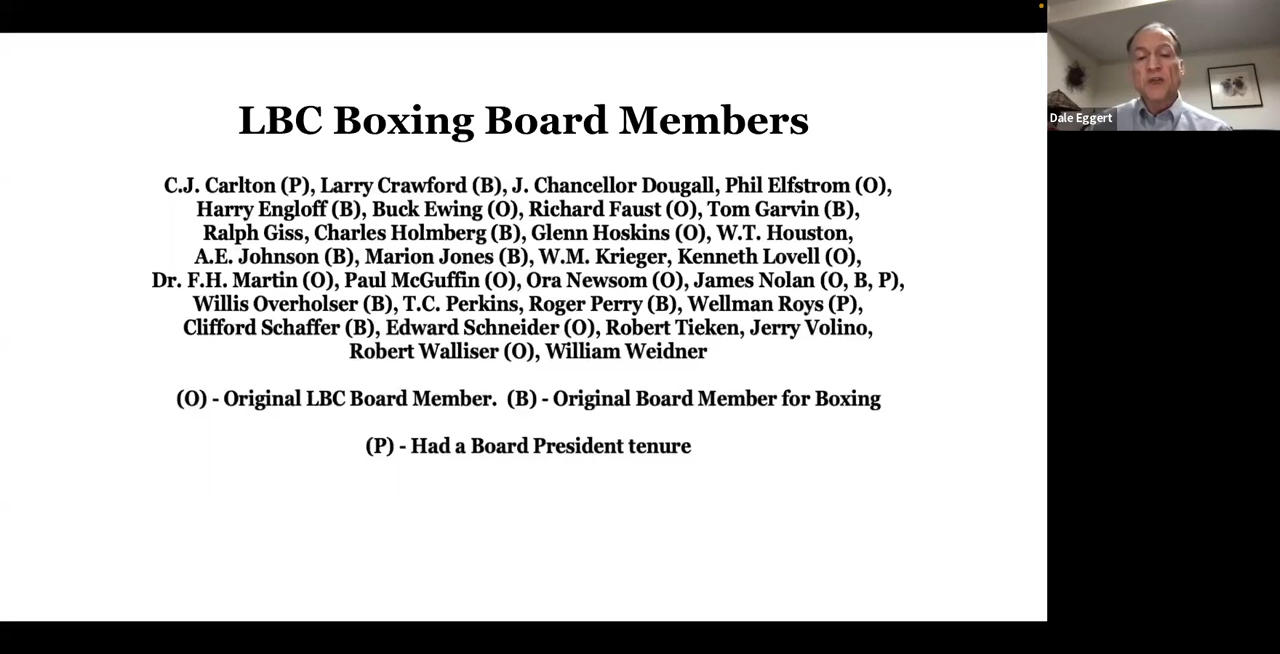 LBC Boxing Board Members
C.J. Carlton (P), Larry Crawford (B), J. Chancellor Dougall, Phil Elfstrom (O),
Harry Engloff (B), Buck Ewing (O), Richard Faust (O), Tom Garvin (B),
Ralph Giss, Charles Holmberg (B), Glenn Hoskins (O), W.T. Houston,
A.E. Johnson (B), Marion Jones (B), W.M. Krieger, Kenneth Lovell (O),
Dr. F.H. Martin (O), Paul McGuffin (O), Ora Newsom (O), James Nolan (O, B, P),
Willis Overholser (B), T.C. Perkins, Roger Perry (B), Wellman Roys (P),
Clifford Schaffer (B), Edward Schneider (O), Robert Tieken, Jerry Volino,
Robert Walliser (O), William Weidner
(O) - Original LBC Board Member.  (B) - Original Board Member for Boxing
(P) - Had a Board President tenure
Dale Eggert